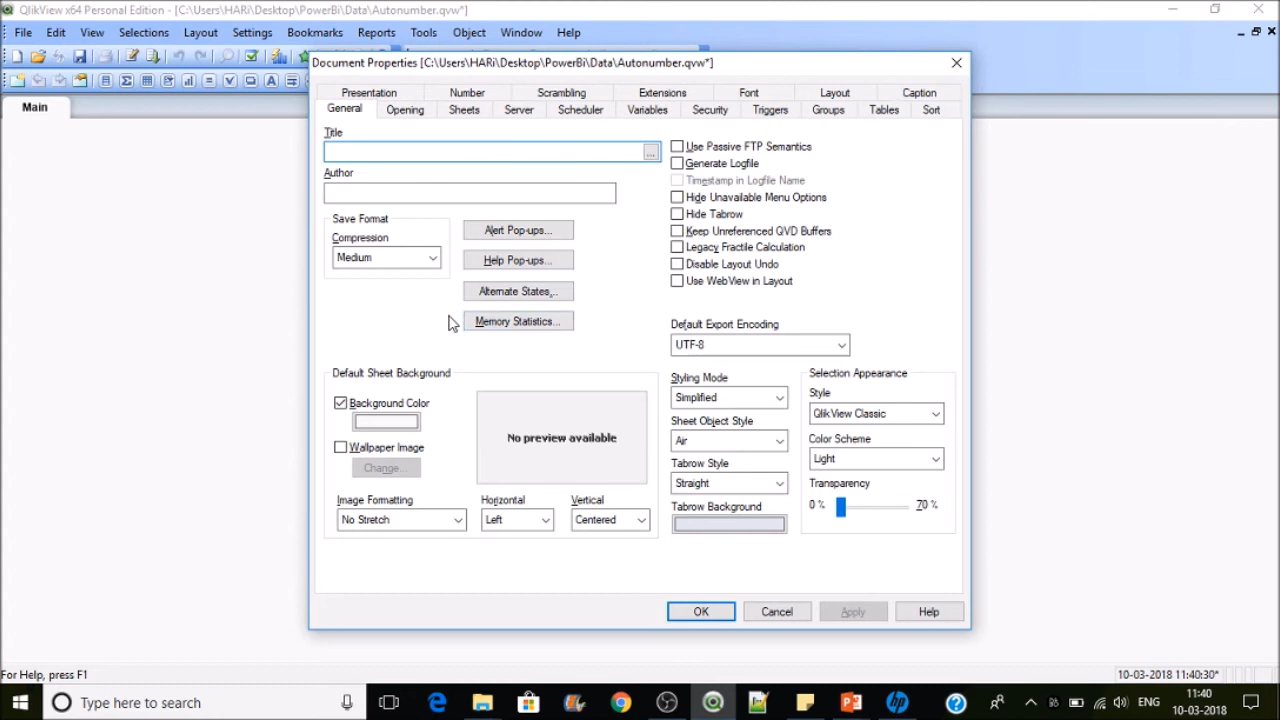 QlikView x64 Personal Edition - [C:\Users\HARi\Desktop\PowerBi\Data\Autonumber.qvw*]
File Edit View Selections Layout Settings Bookmarks Reports Tools Object Window Help
Document Properties [C:\Users\HARi\Desktop\PowerBi\Data\Autonumber.qvw*]
Main
Presentation Number Scrambling Extensions Font Layout Caption
General Opening Sheets Server Scheduler Variables Security Triggers Groups Tables Sort
Title
...
Author
Save Format
Compression
Medium
Alert Pop-ups...
Help Pop-ups...
Alternate States...
Memory Statistics...
Use Passive FTP Semantics
Generate Logfile
Timestamp in Logfile Name
Hide Unavailable Menu Options
Hide Tabrow
Keep Unreferenced QVD Buffers
Legacy Fractile Calculation
Disable Layout Undo
Use WebView in Layout
Default Export Encoding
UTF-8
Default Sheet Background
Background Color
Wallpaper Image
Change...
No preview available
Image Formatting
No Stretch
Horizontal
Left
Vertical
Centered
Styling Mode
Simplified
Sheet Object Style
Air
Tabrow Style
Straight
Tabrow Background
Selection Appearance
Style
QlikView Classic
Color Scheme
Light
Transparency
0 % 70 %
OK Cancel Apply Help
For Help, press F1
10-03-2018 11:40:30*
Type here to search
ENG
11:40
10-03-2018